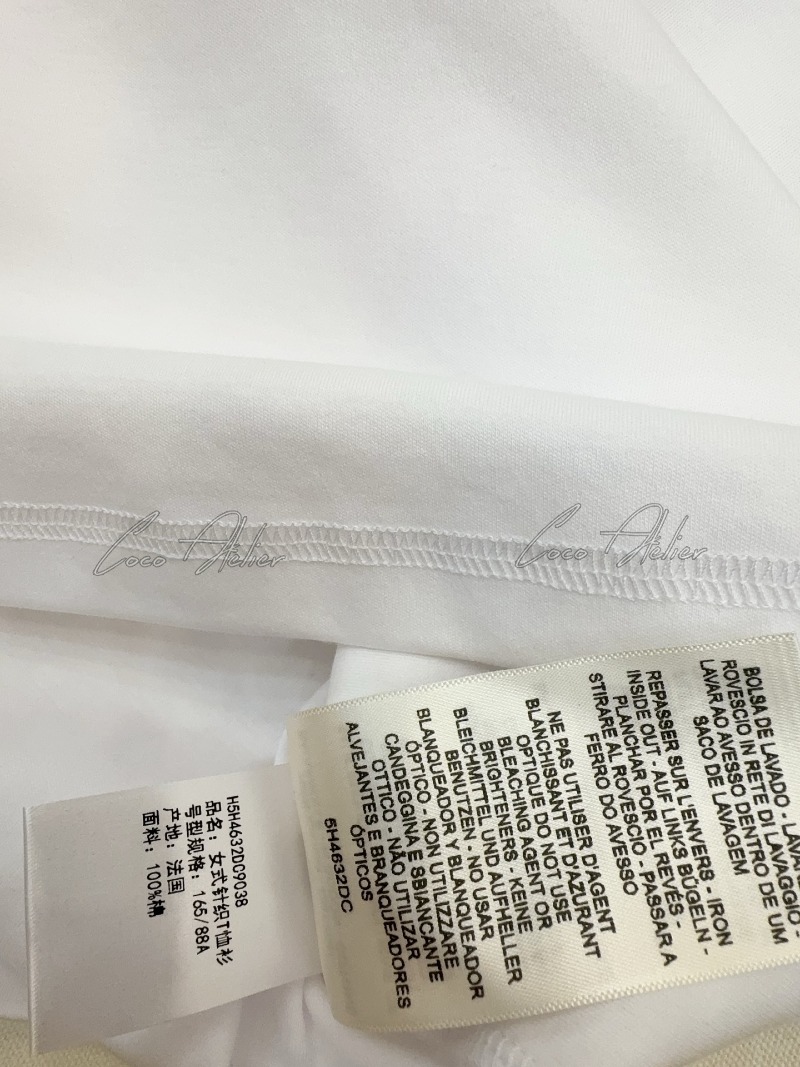 Coco Atelier
Coco Atelier
BOLSA DE LAVADO - LAVARE
ROVESCIO IN RETE DI LAVAGGIO -
LAVAR AO AVESSO DENTRO DE UM
SACO DE LAVAGEM
REPASSER SUR L'ENVERS - IRON
INSIDE OUT - AUF LINKS BÜGELN -
PLANCHAR POR EL REVÉS -
STIRARE AL ROVESCIO - PASSAR A
FERRO DO AVESSO
NE PAS UTILISER D'AGENT
BLANCHISSANT ET D'AZURANT
OPTIQUE DO NOT USE
BLEACHING AGENT OR
BRIGHTENERS - KEINE
BLEICHMITTEL UND AUFHELLER
BENUTZEN - NO USAR
BLANQUEADOR Y BLANQUEADOR
ÓPTICO - NON UTILIZZARE
CANDEGGINA E SBIANCANTE
OTTICO - NÃO UTILIZAR
ALVEJANTES E BRANQUEADORES
ÓPTICOS
5H4632DC
H5H4632D09038
品名: 女式针织T恤衫
号型规格: 165/88A
产地: 法国
面料: 100%棉